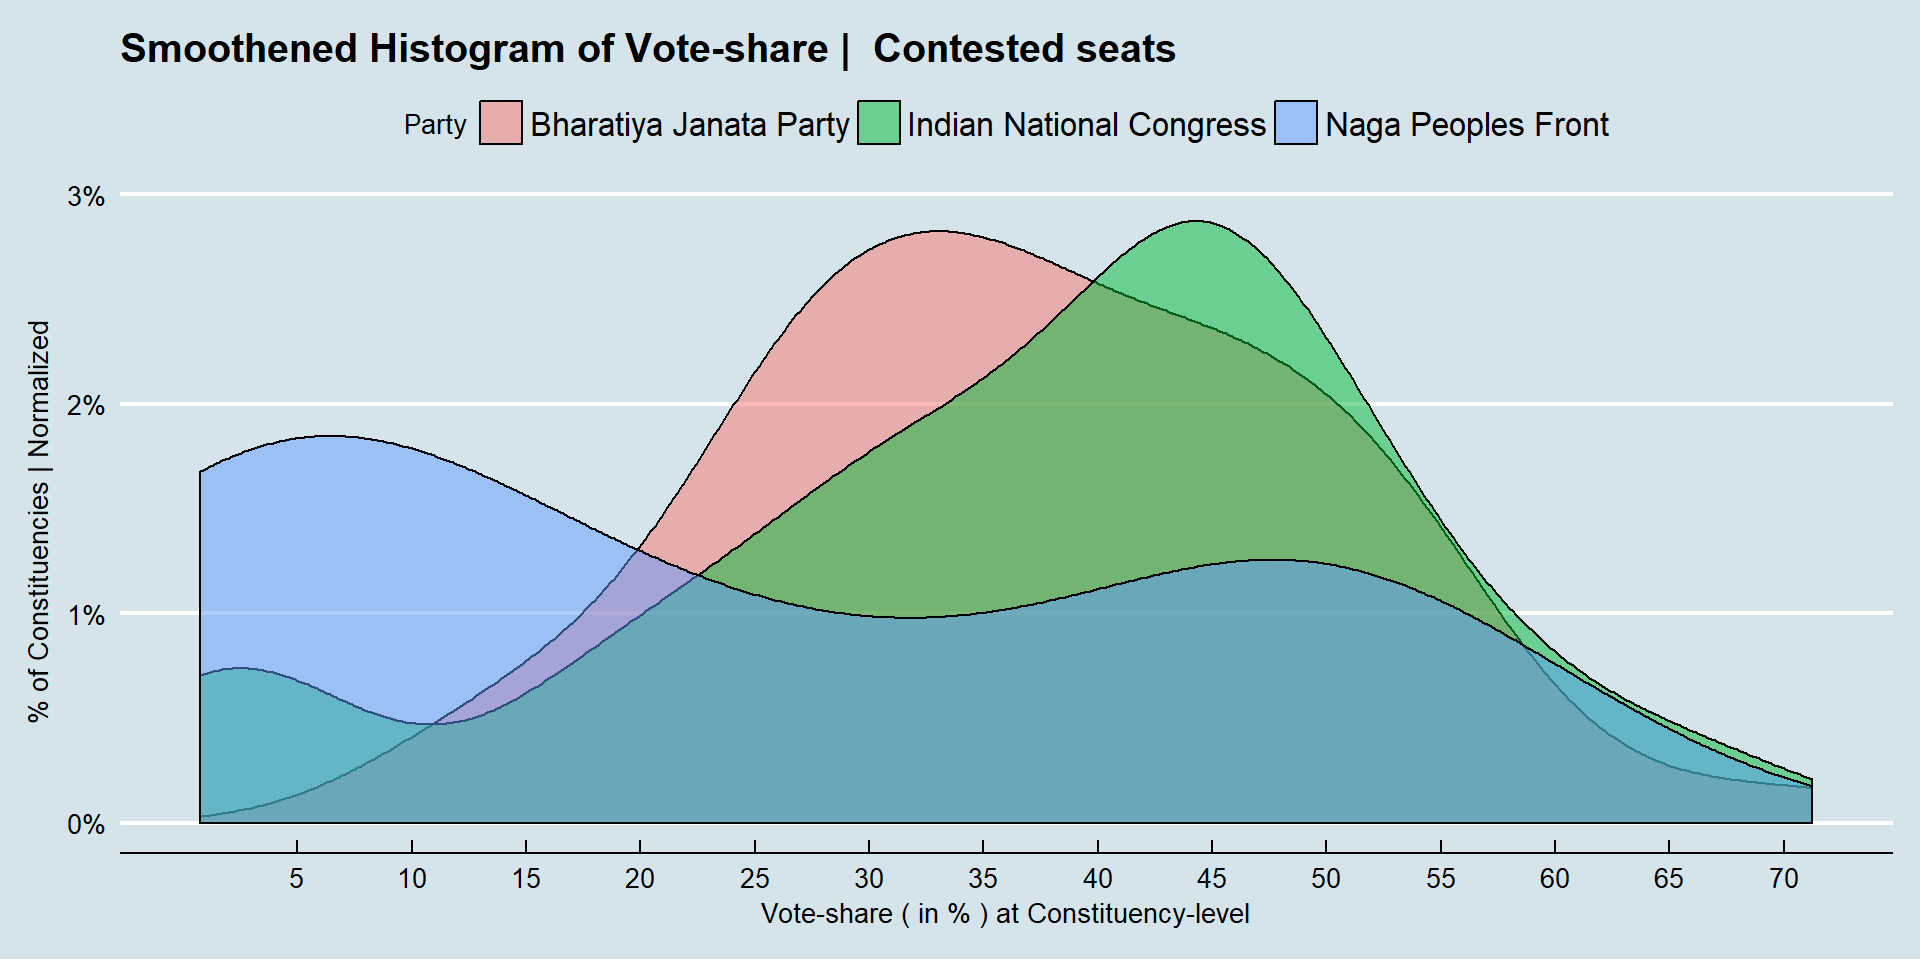 Smoothened Histogram of Vote-share |  Contested seats
Party Bharatiya Janata Party Indian National Congress Naga Peoples Front
3%
2%
1%
0%
% of Constituencies | Normalized
5 10 15 20 25 30 35 40 45 50 55 60 65 70
Vote-share ( in % ) at Constituency-level